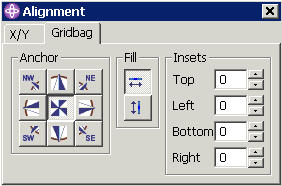 Alignment
X/Y Gridbag
Anchor Fill Insets
NW NE
SW SE
Top 0
Left 0
Bottom 0
Right 0